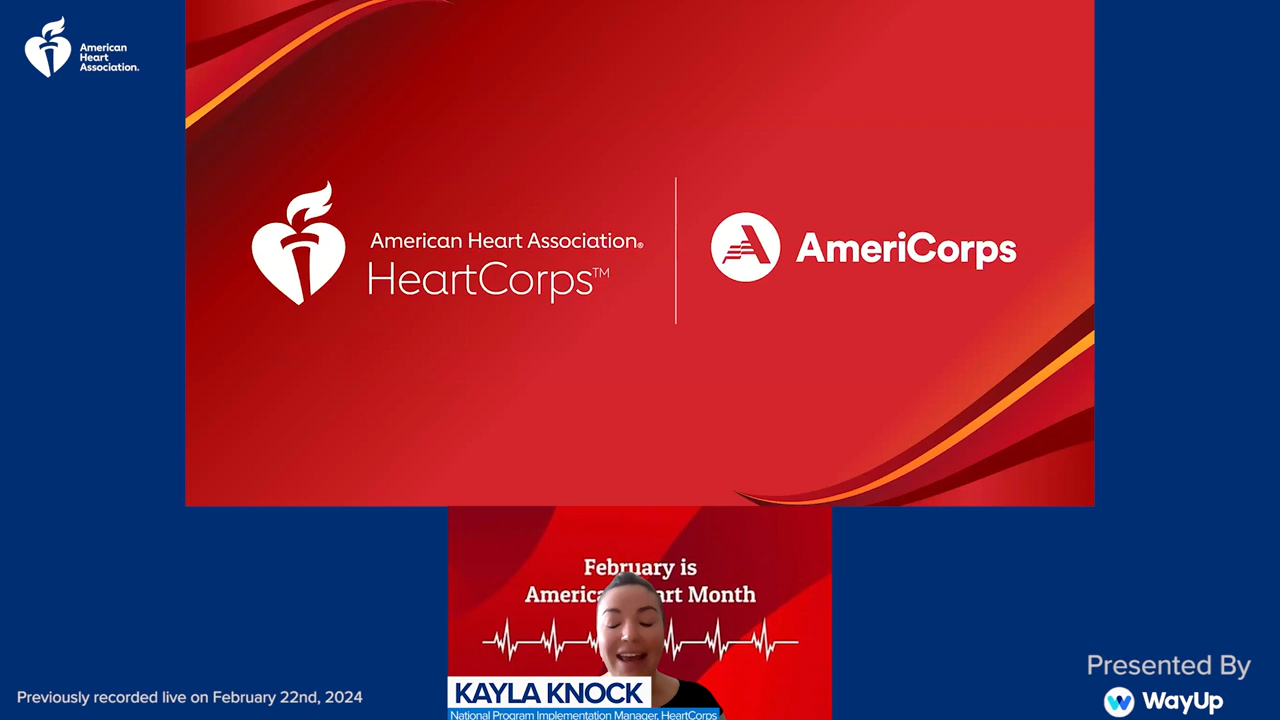 American
Heart
Association.
American Heart Association®
HeartCorps™
AmeriCorps
February is
America rt Month
KAYLA KNOCK
National Program Implementation Manager, HeartCorps
Previously recorded live on February 22nd, 2024
Presented By
WayUp